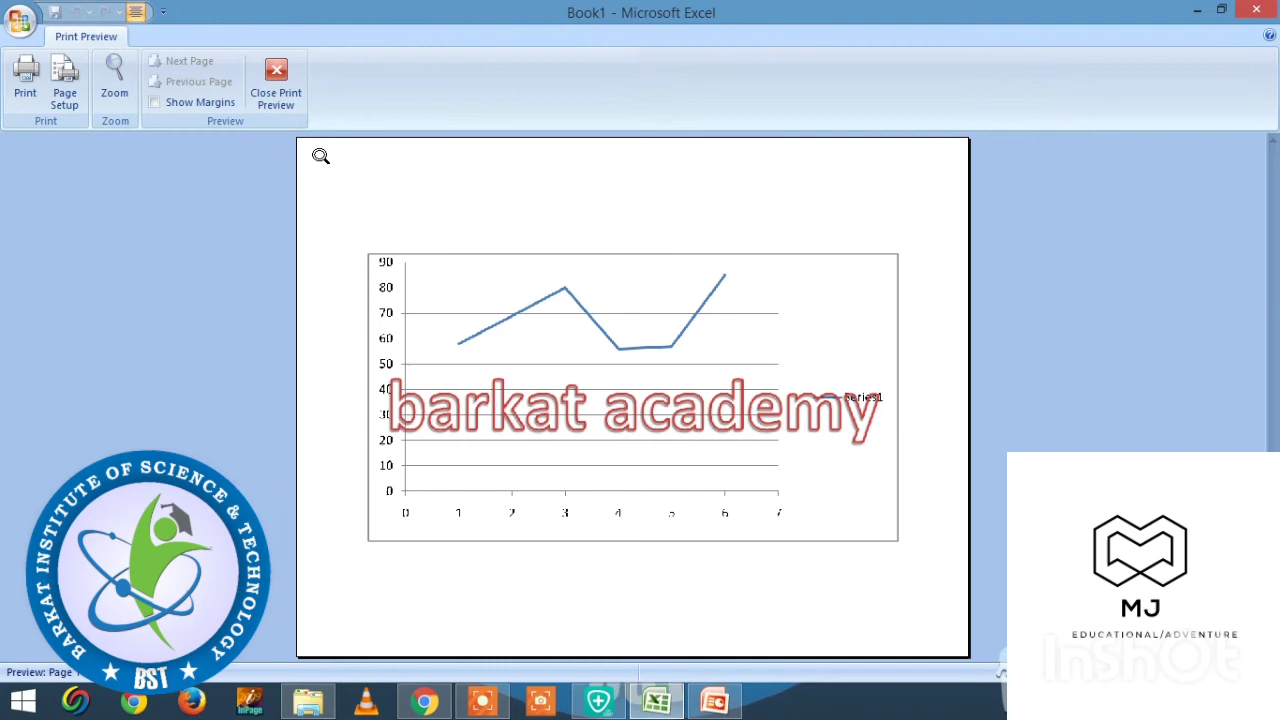 Book1 - Microsoft Excel
Print Preview
Print
Page Setup
Zoom
Next Page
Previous Page
Show Margins
Close Print Preview
Print
Zoom
Preview
90
80
70
60
50
40
30
20
10
0
0 1 2 3 4 5 6 7
Series1
barkat academy
BARKAT INSTITUTE OF SCIENCE & TECHNOLOGY
BST
MJ
EDUCATIONAL/ADVENTURE
InShOt
Preview: Page
InPage